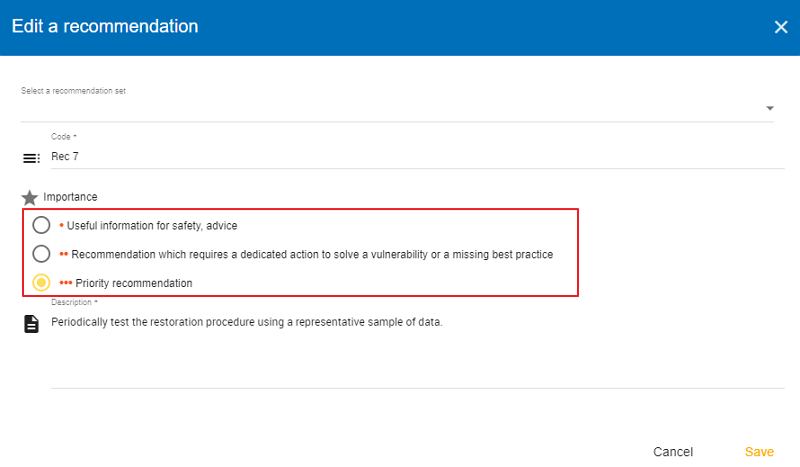 Edit a recommendation
Select a recommendation set
Code *
Rec 7
Importance
• Useful information for safety, advice
•• Recommendation which requires a dedicated action to solve a vulnerability or a missing best practice
••• Priority recommendation
Description *
Periodically test the restoration procedure using a representative sample of data.
Cancel Save